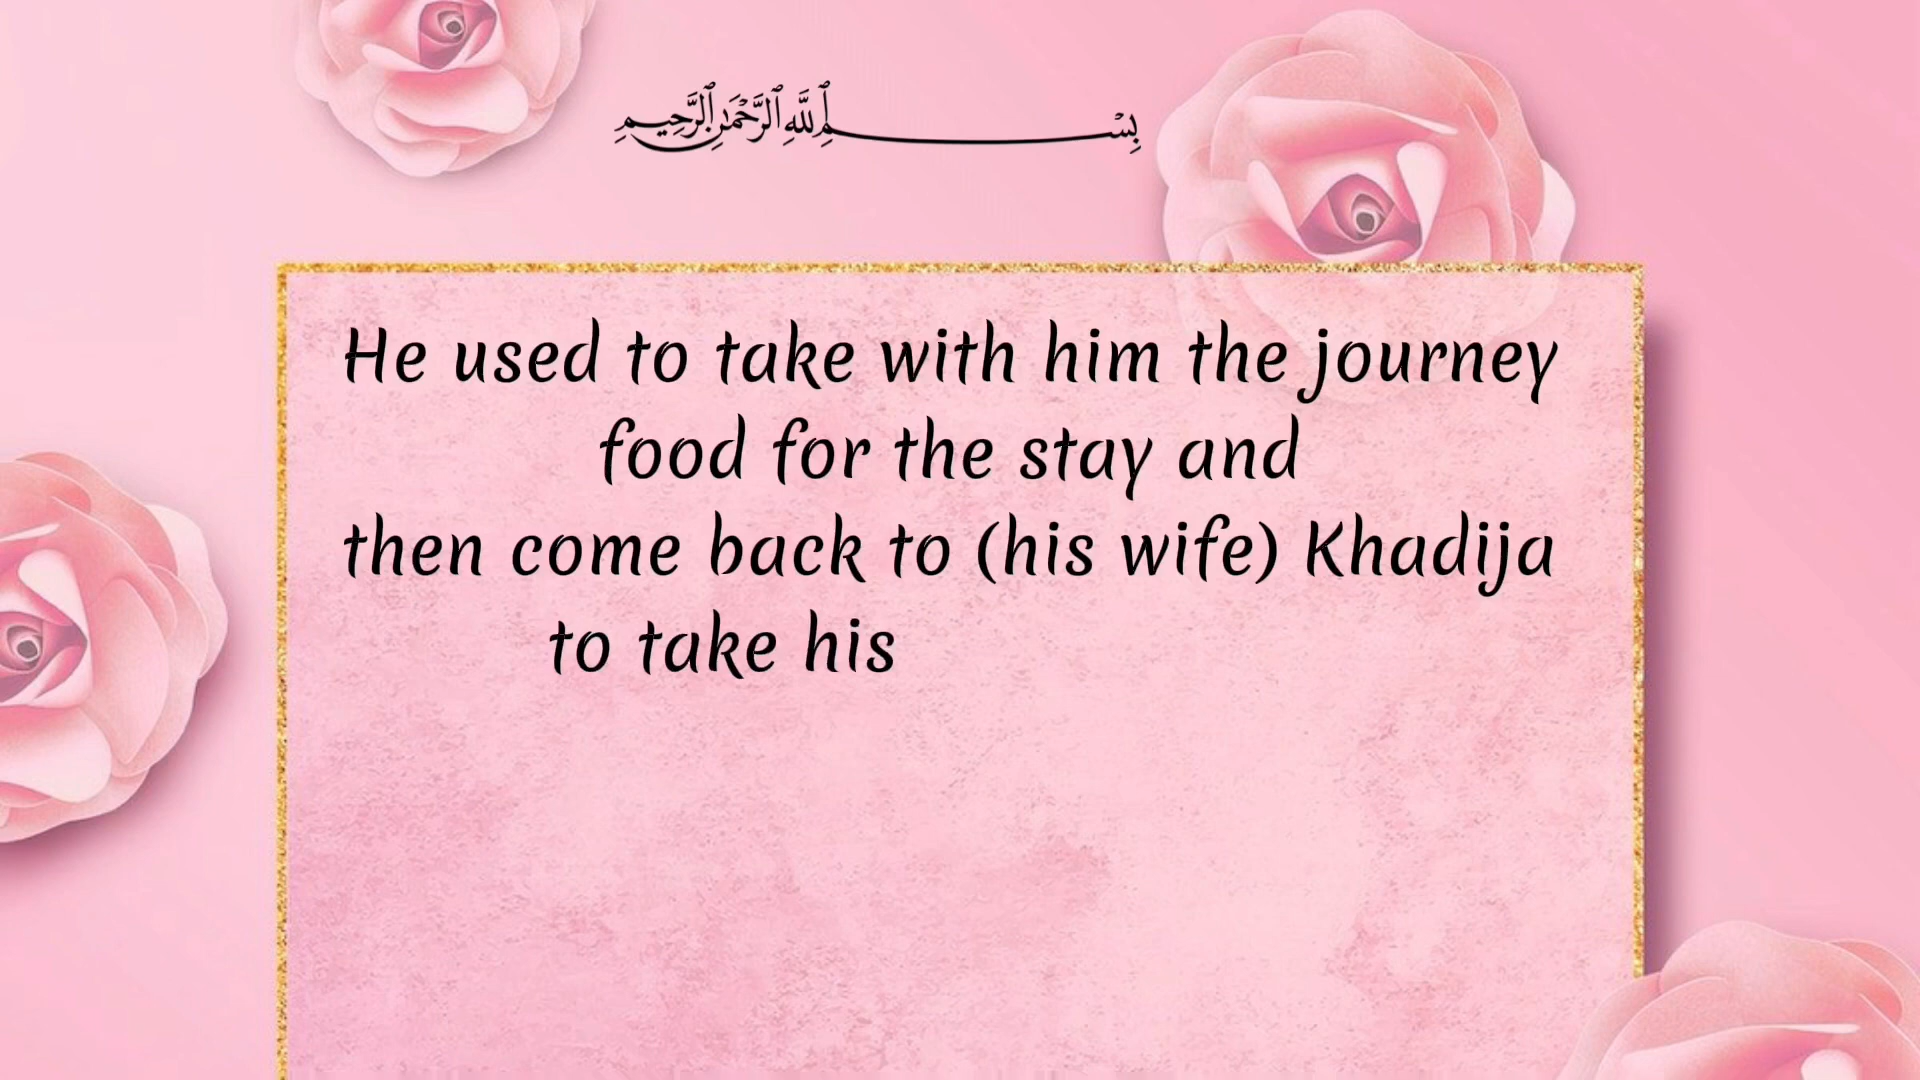 بِسْمِ ٱللَّهِ ٱلرَّحْمَٰنِ ٱلرَّحِيمِ
He used to take with him the journey
food for the stay and
then come back to (his wife) Khadija
to take his